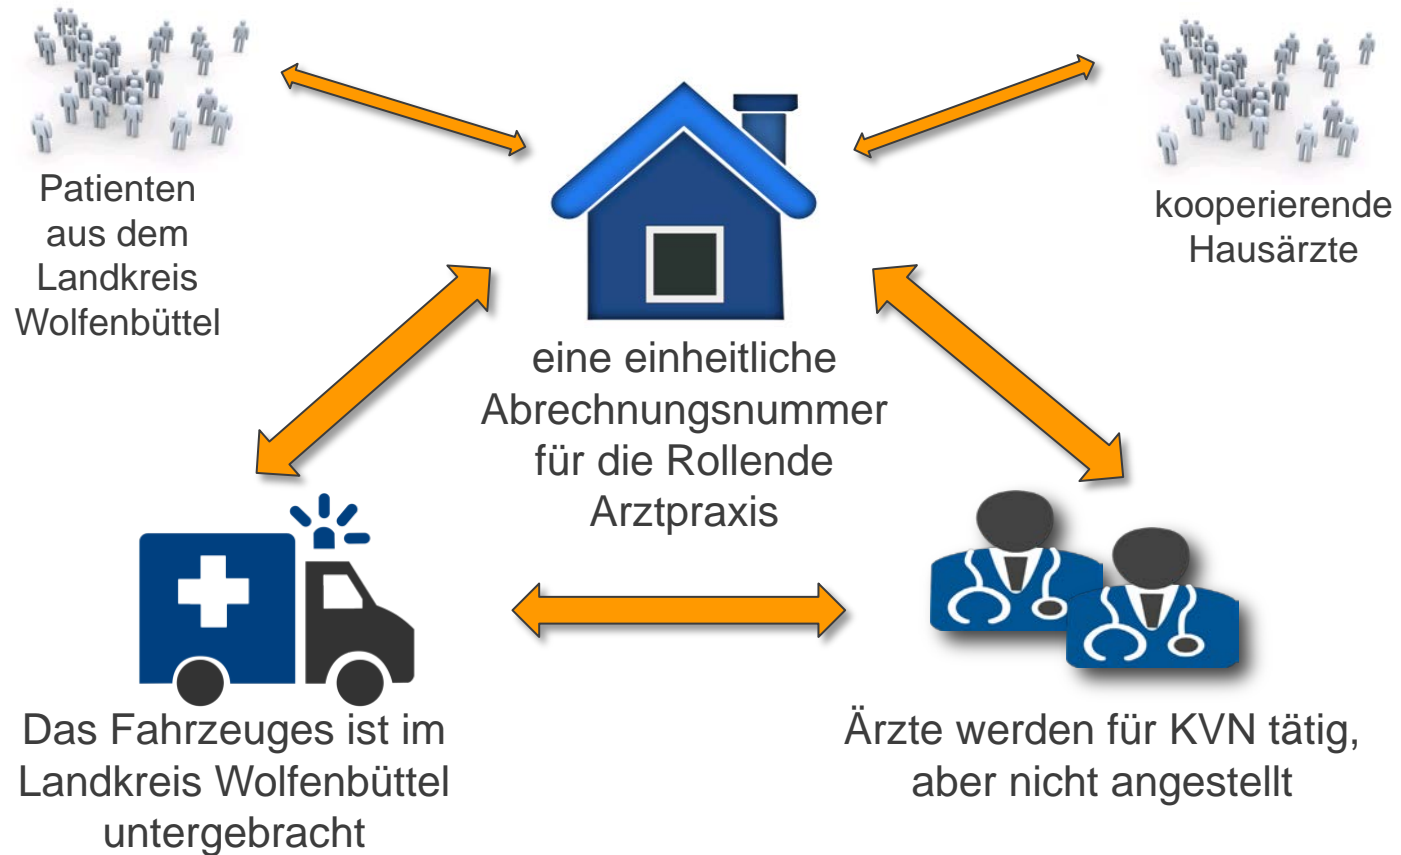 Patienten
aus dem
Landkreis
Wolfenbüttel
kooperierende
Hausärzte
eine einheitliche
Abrechnungsnummer
für die Rollende
Arztpraxis
Das Fahrzeuges ist im
Landkreis Wolfenbüttel
untergebracht
Ärzte werden für KVN tätig,
aber nicht angestellt